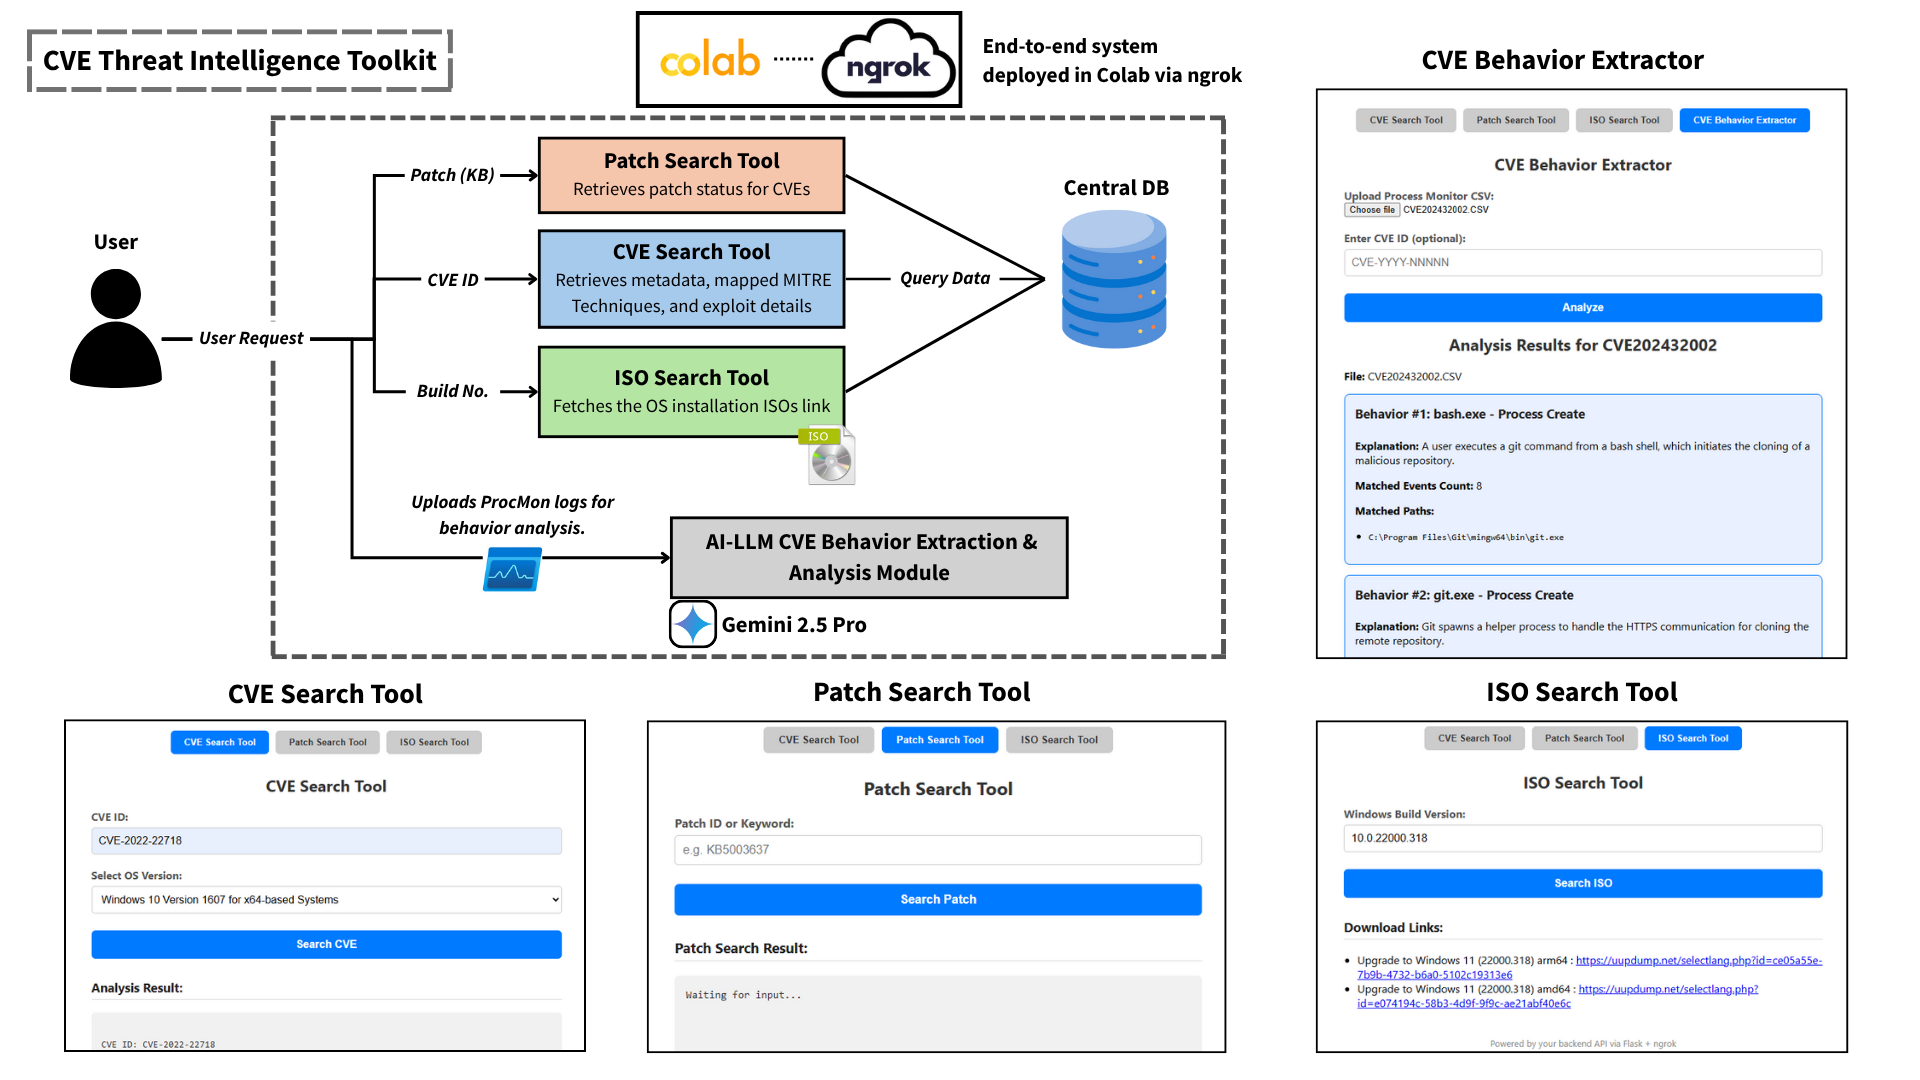 CVE Threat Intelligence Toolkit
colab
ngrok
End-to-end system
deployed in Colab via ngrok
User
User Request
Patch (KB)
CVE ID
Build No.
Patch Search Tool
Retrieves patch status for CVEs
CVE Search Tool
Retrieves metadata, mapped MITRE
Techniques, and exploit details
ISO Search Tool
Fetches the OS installation ISOs link
ISO
Query Data
Central DB
Uploads ProcMon logs for
behavior analysis.
AI-LLM CVE Behavior Extraction &
Analysis Module
Gemini 2.5 Pro
CVE Behavior Extractor
CVE Search Tool
Patch Search Tool
ISO Search Tool
CVE Behavior Extractor
CVE Behavior Extractor
Upload Process Monitor CSV:
Choose file CVE202432002.CSV
Enter CVE ID (optional):
CVE-YYYY-NNNNN
Analyze
Analysis Results for CVE202432002
File: CVE202432002.CSV
Behavior #1: bash.exe - Process Create
Explanation: A user executes a git command from a bash shell, which initiates the cloning of a
malicious repository.
Matched Events Count: 8
Matched Paths:
• C:\Program Files\Git\mingw64\bin\git.exe
Behavior #2: git.exe - Process Create
Explanation: Git spawns a helper process to handle the HTTPS communication for cloning the
remote repository.
CVE Search Tool
CVE Search Tool
Patch Search Tool
ISO Search Tool
CVE Search Tool
CVE ID:
CVE-2022-22718
Select OS Version:
Windows 10 Version 1607 for x64-based Systems
Search CVE
Analysis Result:
CVE ID: CVE-2022-22718
Patch Search Tool
CVE Search Tool
Patch Search Tool
ISO Search Tool
Patch Search Tool
Patch ID or Keyword:
e.g. KB5003637
Search Patch
Patch Search Result:
Waiting for input...
ISO Search Tool
CVE Search Tool
Patch Search Tool
ISO Search Tool
ISO Search Tool
Windows Build Version:
10.0.22000.318
Search ISO
Download Links:
• Upgrade to Windows 11 (22000.318) arm64 : https://uupdump.net/selectlang.php?id=ce05a55e-
7b9b-4732-b6a0-5102c19313e6
• Upgrade to Windows 11 (22000.318) amd64 : https://uupdump.net/selectlang.php?
id=e074194c-58b3-4d9f-9f9c-ae21abf40e6c
Powered by your backend API via Flask + ngrok